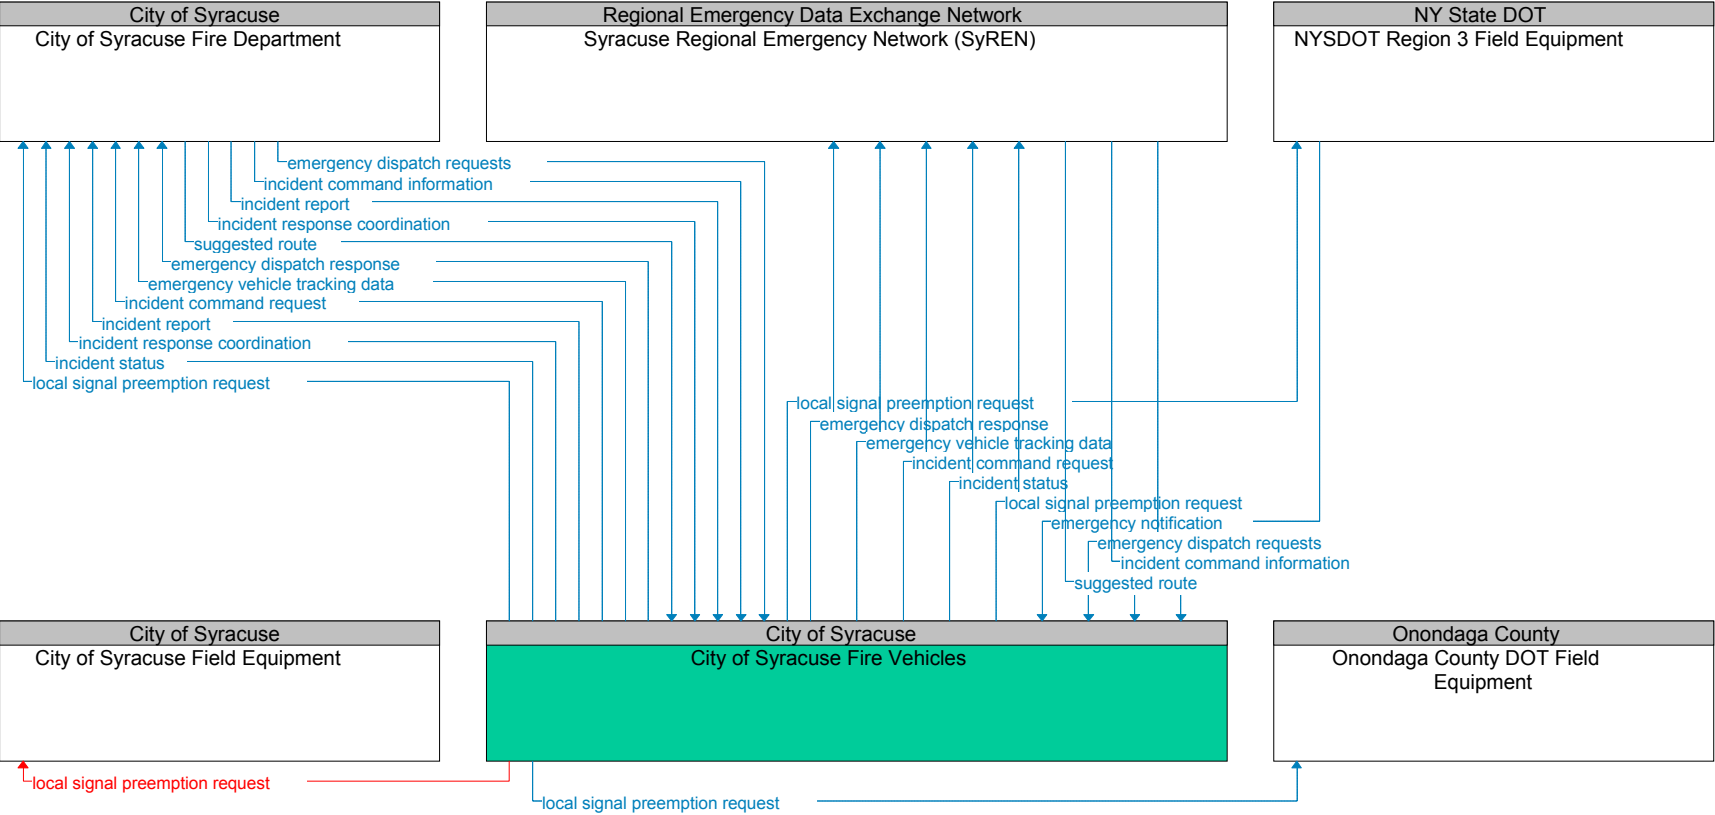 City of Syracuse
City of Syracuse Fire Department
Regional Emergency Data Exchange Network
Syracuse Regional Emergency Network (SyREN)
NY State DOT
NYSDOT Region 3 Field Equipment
emergency dispatch requests
incident command information
incident report
incident response coordination
suggested route
emergency dispatch response
emergency vehicle tracking data
incident command request
incident report
incident response coordination
incident status
local signal preemption request
local signal preemption request
emergency dispatch response
emergency vehicle tracking data
incident command request
incident status
local signal preemption request
emergency notification
emergency dispatch requests
incident command information
suggested route
City of Syracuse
City of Syracuse Field Equipment
City of Syracuse
City of Syracuse Fire Vehicles
Onondaga County
Onondaga County DOT Field
Equipment
local signal preemption request
local signal preemption request